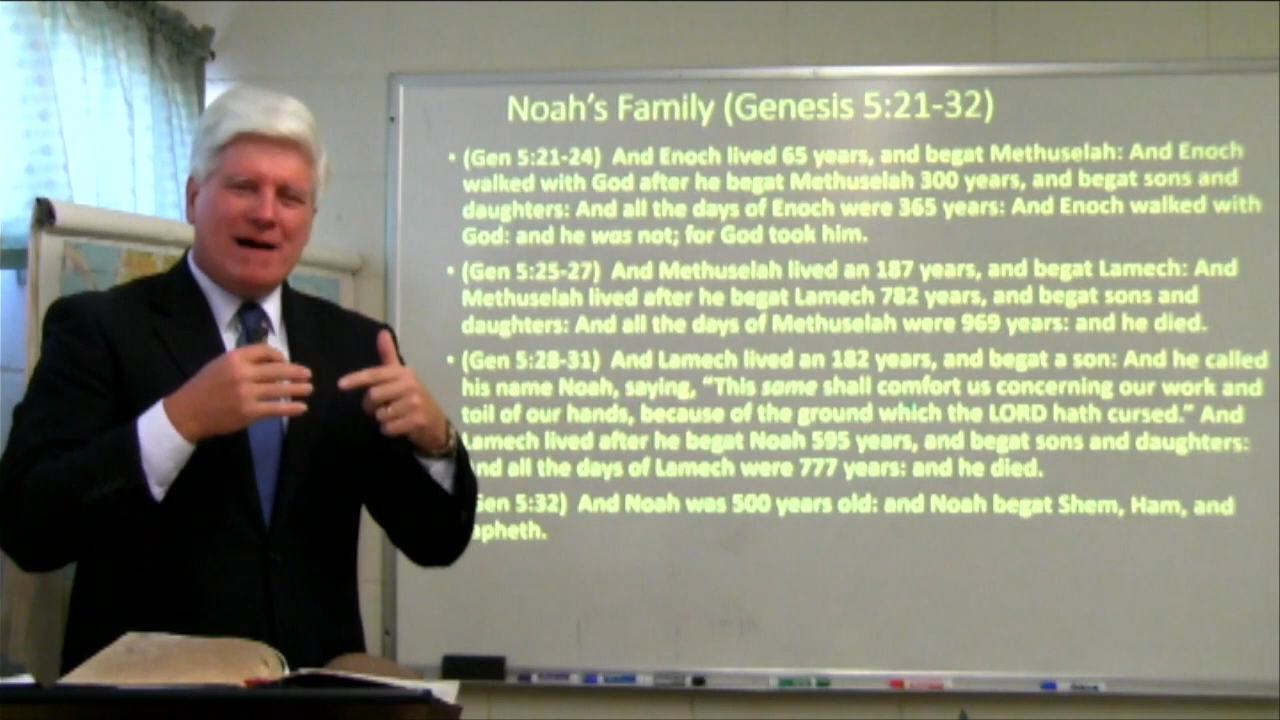 Noah's Family (Genesis 5:21-32)
• (Gen 5:21-24) And Enoch lived 65 years, and begat Methuselah: And Enoch
walked with God after he begat Methuselah 300 years, and begat sons and
daughters: And all the days of Enoch were 365 years: And Enoch walked with
God: and he was not; for God took him.
• (Gen 5:25-27) And Methuselah lived an 187 years, and begat Lamech: And
Methuselah lived after he begat Lamech 782 years, and begat sons and
daughters: And all the days of Methuselah were 969 years: and he died.
• (Gen 5:28-31) And Lamech lived an 182 years, and begat a son: And he called
his name Noah, saying, "This same shall comfort us concerning our work and
toil of our hands, because of the ground which the LORD hath cursed." And
Lamech lived after he begat Noah 595 years, and begat sons and daughters:
nd all the days of Lamech were 777 years: and he died.
Gen 5:32) And Noah was 500 years old: and Noah begat Shem, Ham, and
apheth.